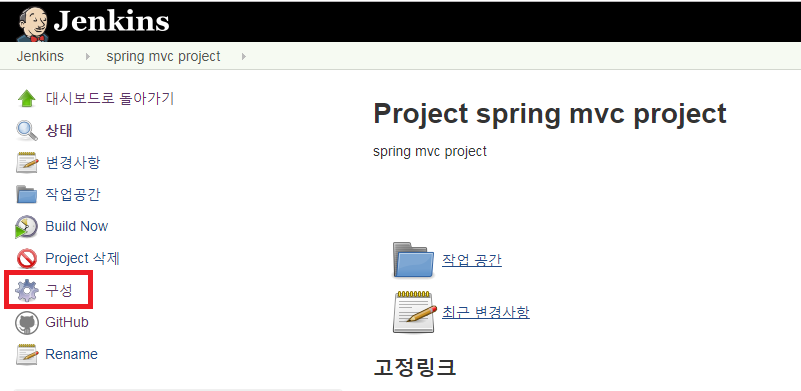 Jenkins
Jenkins spring mvc project
대시보드로 돌아가기
상태
변경사항
작업공간
Build Now
Project 삭제
구성
GitHub
Rename
Project spring mvc project
spring mvc project
작업 공간
최근 변경사항
고정링크